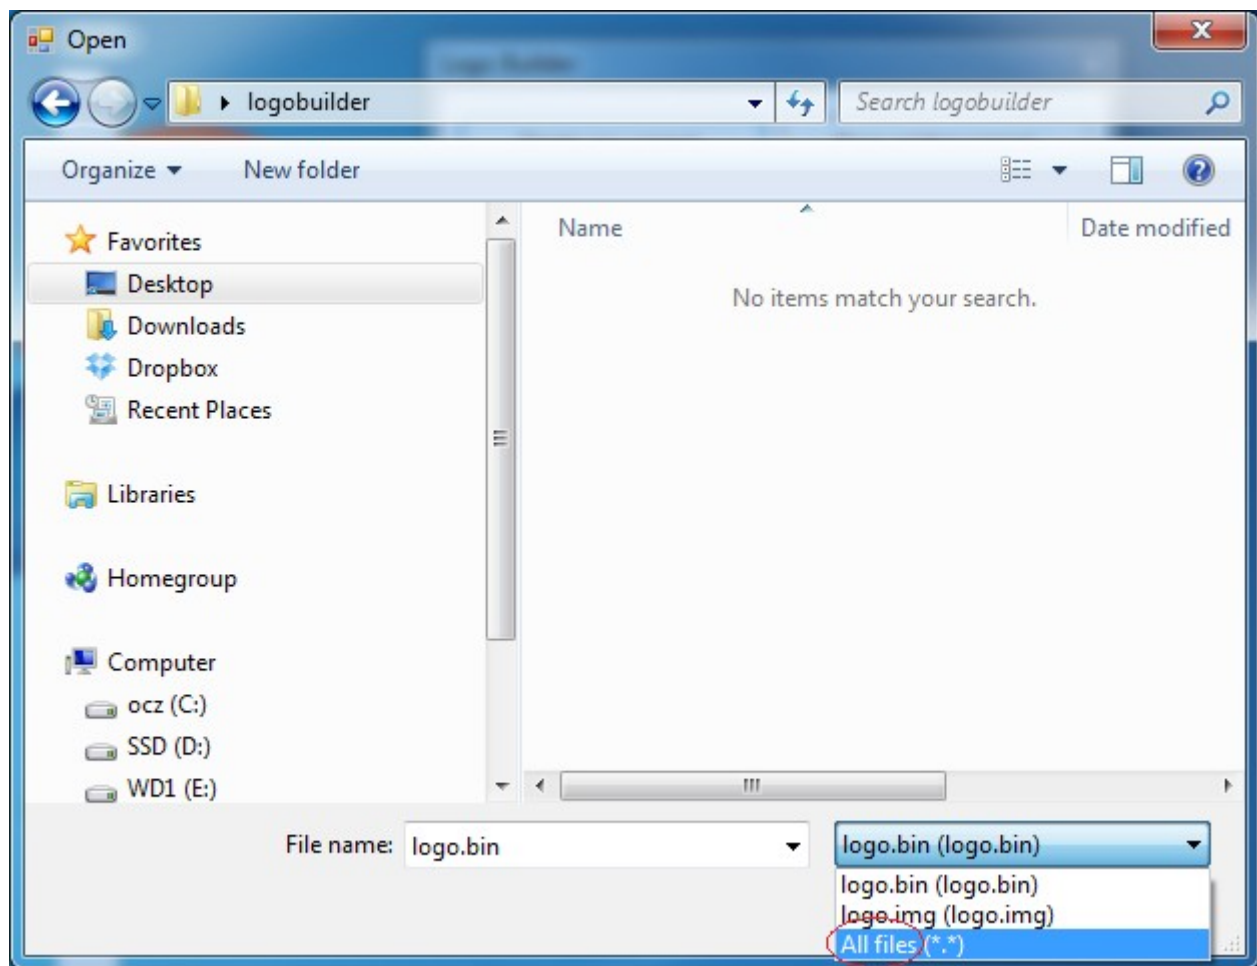 Open
Logo Builder
logobuilder
Search logobuilder
Organize
New folder
Name
Date modified
Favorites
Desktop
Downloads
Dropbox
Recent Places
Libraries
Homegroup
Computer
ocz (C:)
SSD (D:)
WD1 (E:)
No items match your search.
File name:
logo.bin
logo.bin (logo.bin)
logo.bin (logo.bin)
logo.img (logo.img)
All files (*.*)